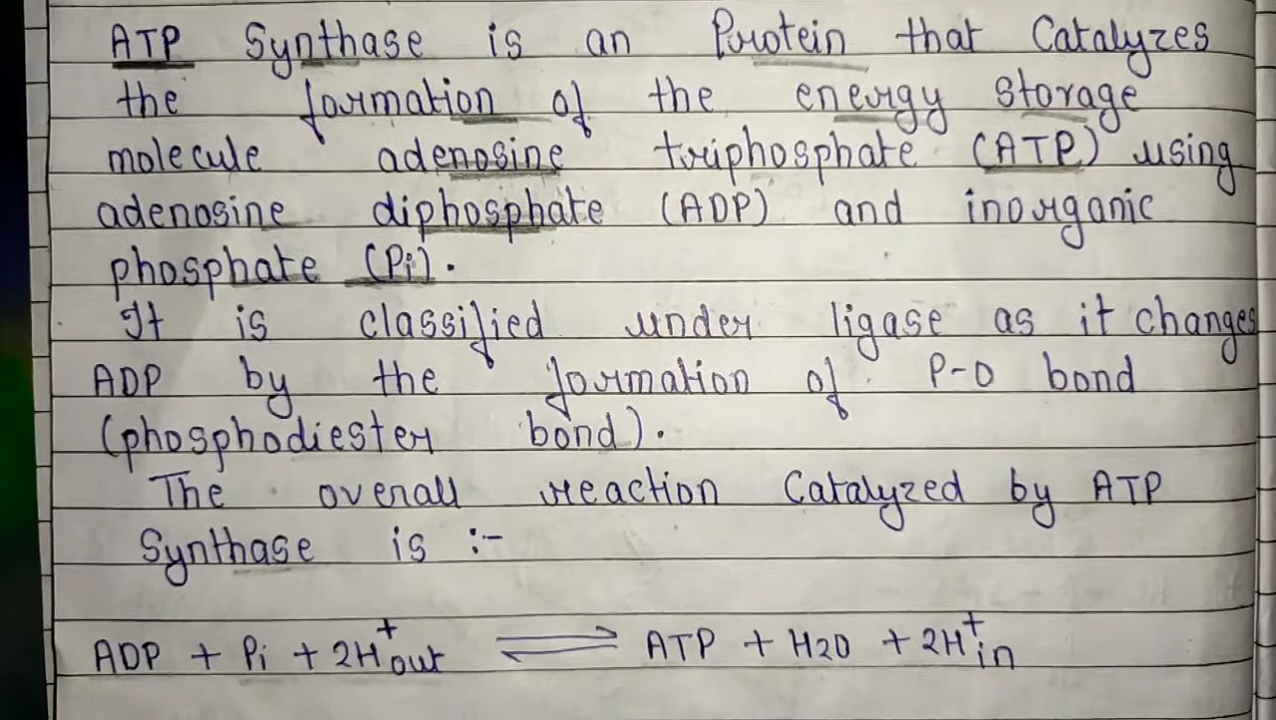 ATP Synthase is an Protein that Catalyzes
the formation of the energy storage
molecule adenosine triphosphate (ATP) using
adenosine diphosphate (ADP) and inorganic
phosphate (Pi).
It is classified under ligase as it changes
ADP by the formation of P-O bond
(phosphodiester bond).
The overall reaction Catalyzed by ATP
Synthase is :-
ADP + Pi + 2H⁺out ⇌ ATP + H2O + 2H⁺in